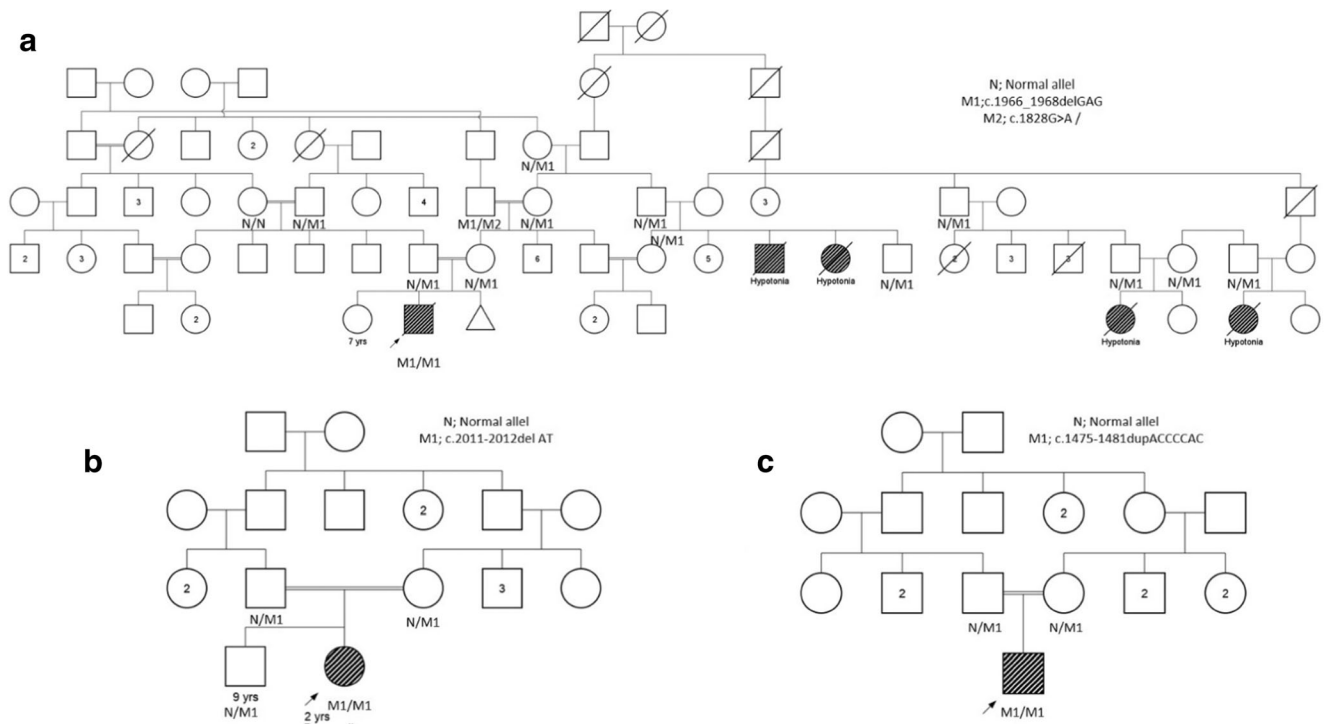 a
N; Normal allel
M1;c.1966_1968delGAG
M2; c.1828G>A /
2
N/M1
3
4
3
N/N
N/M1
M1/M2
N/M1
N/M1
N/M1
2
3
6
N/M1
5
2
3
3
N/M1
N/M1
Hypotonia
Hypotonia
N/M1
N/M1
N/M1
N/M1
2
2
7 yrs
Hypotonia
Hypotonia
M1/M1
b
N; Normal allel
M1; c.2011-2012del AT
2
2
3
N/M1
N/M1
9 yrs
N/M1
M1/M1
2 yrs
c
N; Normal allel
M1; c.1475-1481dupACCCCAC
2
2
2
2
N/M1
N/M1
M1/M1